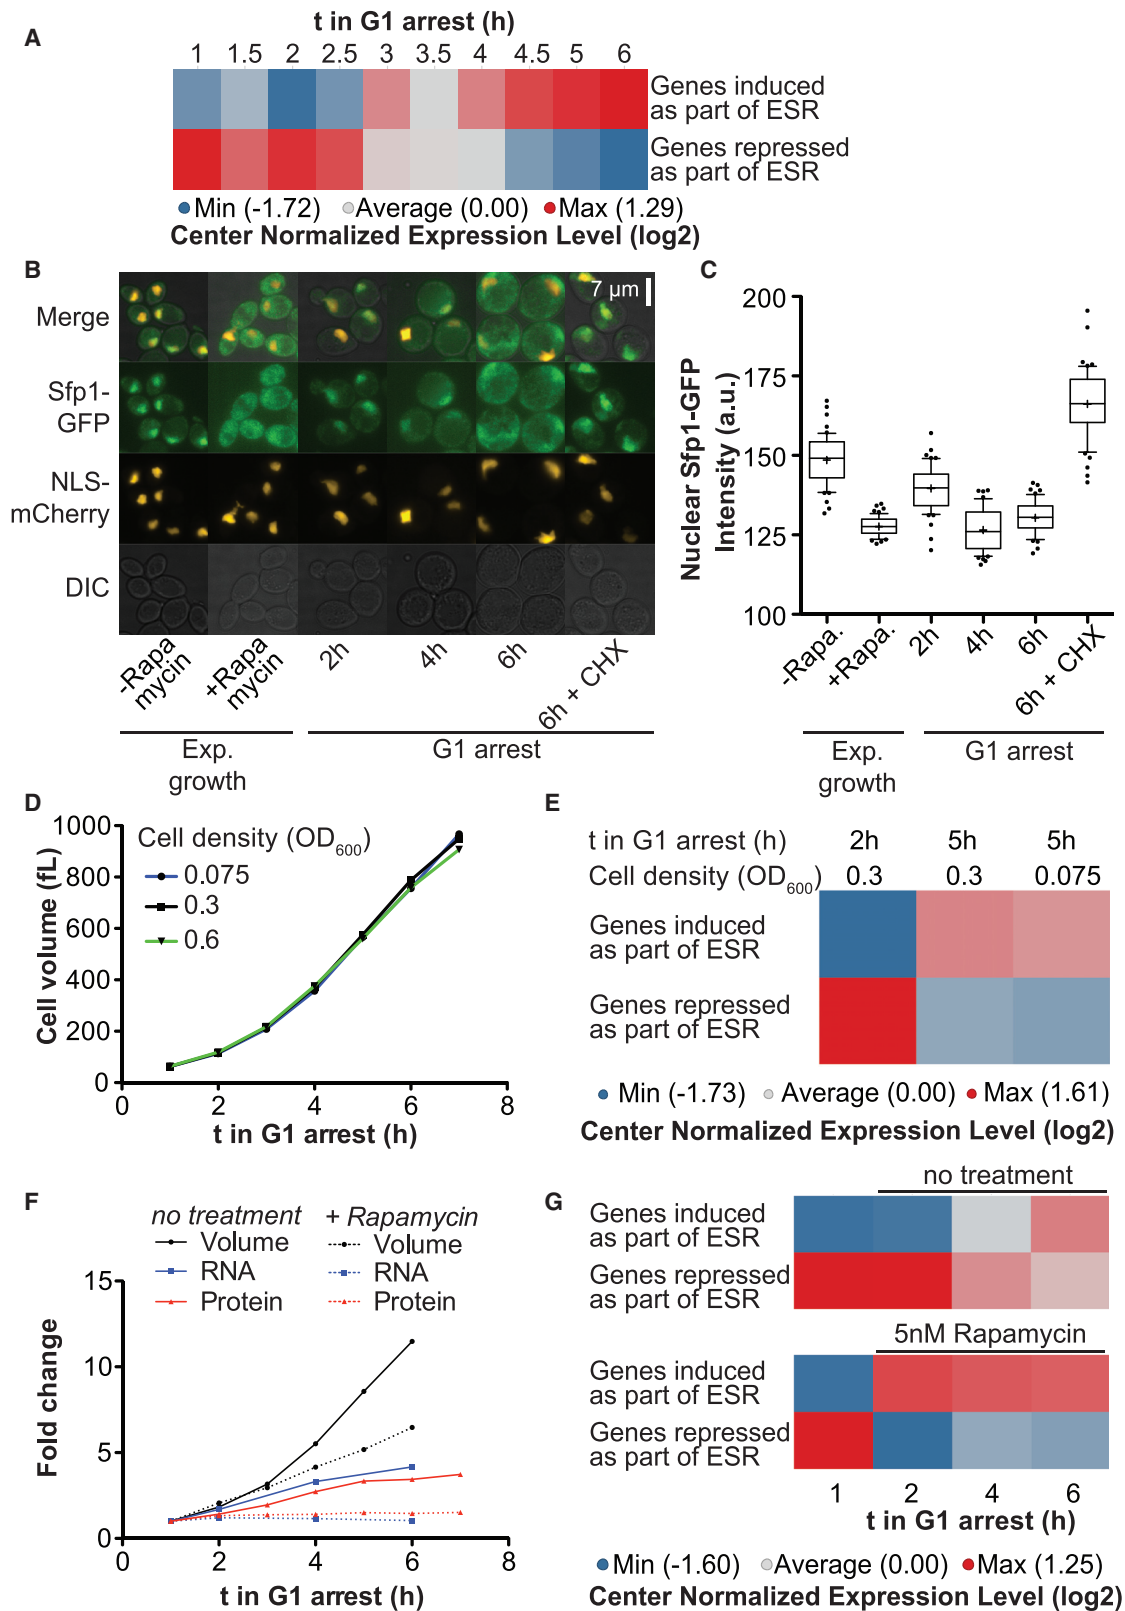 A
t in G1 arrest (h)
1 1.5 2 2.5 3 3.5 4 4.5 5 6
Genes induced
as part of ESR
Genes repressed
as part of ESR
Min (-1.72) Average (0.00) Max (1.29)
Center Normalized Expression Level (log2)
B
7 µm
Merge
Sfp1-
GFP
NLS-
mCherry
DIC
-Rapa
mycin
+Rapa
mycin
2h
4h
6h
6h + CHX
Exp.
growth
G1 arrest
C
Nuclear Sfp1-GFP
Intensity (a.u.)
200
175
150
125
100
-Rapa.
+Rapa.
2h
4h
6h
6h + CHX
Exp.
growth
G1 arrest
D
Cell density (OD600)
0.075
0.3
0.6
Cell volume (fL)
1000
800
600
400
200
0
0 2 4 6 8
t in G1 arrest (h)
E
t in G1 arrest (h) 2h 5h 5h
Cell density (OD600) 0.3 0.3 0.075
Genes induced
as part of ESR
Genes repressed
as part of ESR
Min (-1.73) Average (0.00) Max (1.61)
Center Normalized Expression Level (log2)
F
no treatment + Rapamycin
Volume Volume
RNA RNA
Protein Protein
Fold change
15
10
5
0
0 2 4 6 8
t in G1 arrest (h)
G
no treatment
Genes induced
as part of ESR
Genes repressed
as part of ESR
5nM Rapamycin
Genes induced
as part of ESR
Genes repressed
as part of ESR
1 2 4 6
t in G1 arrest (h)
Min (-1.60) Average (0.00) Max (1.25)
Center Normalized Expression Level (log2)